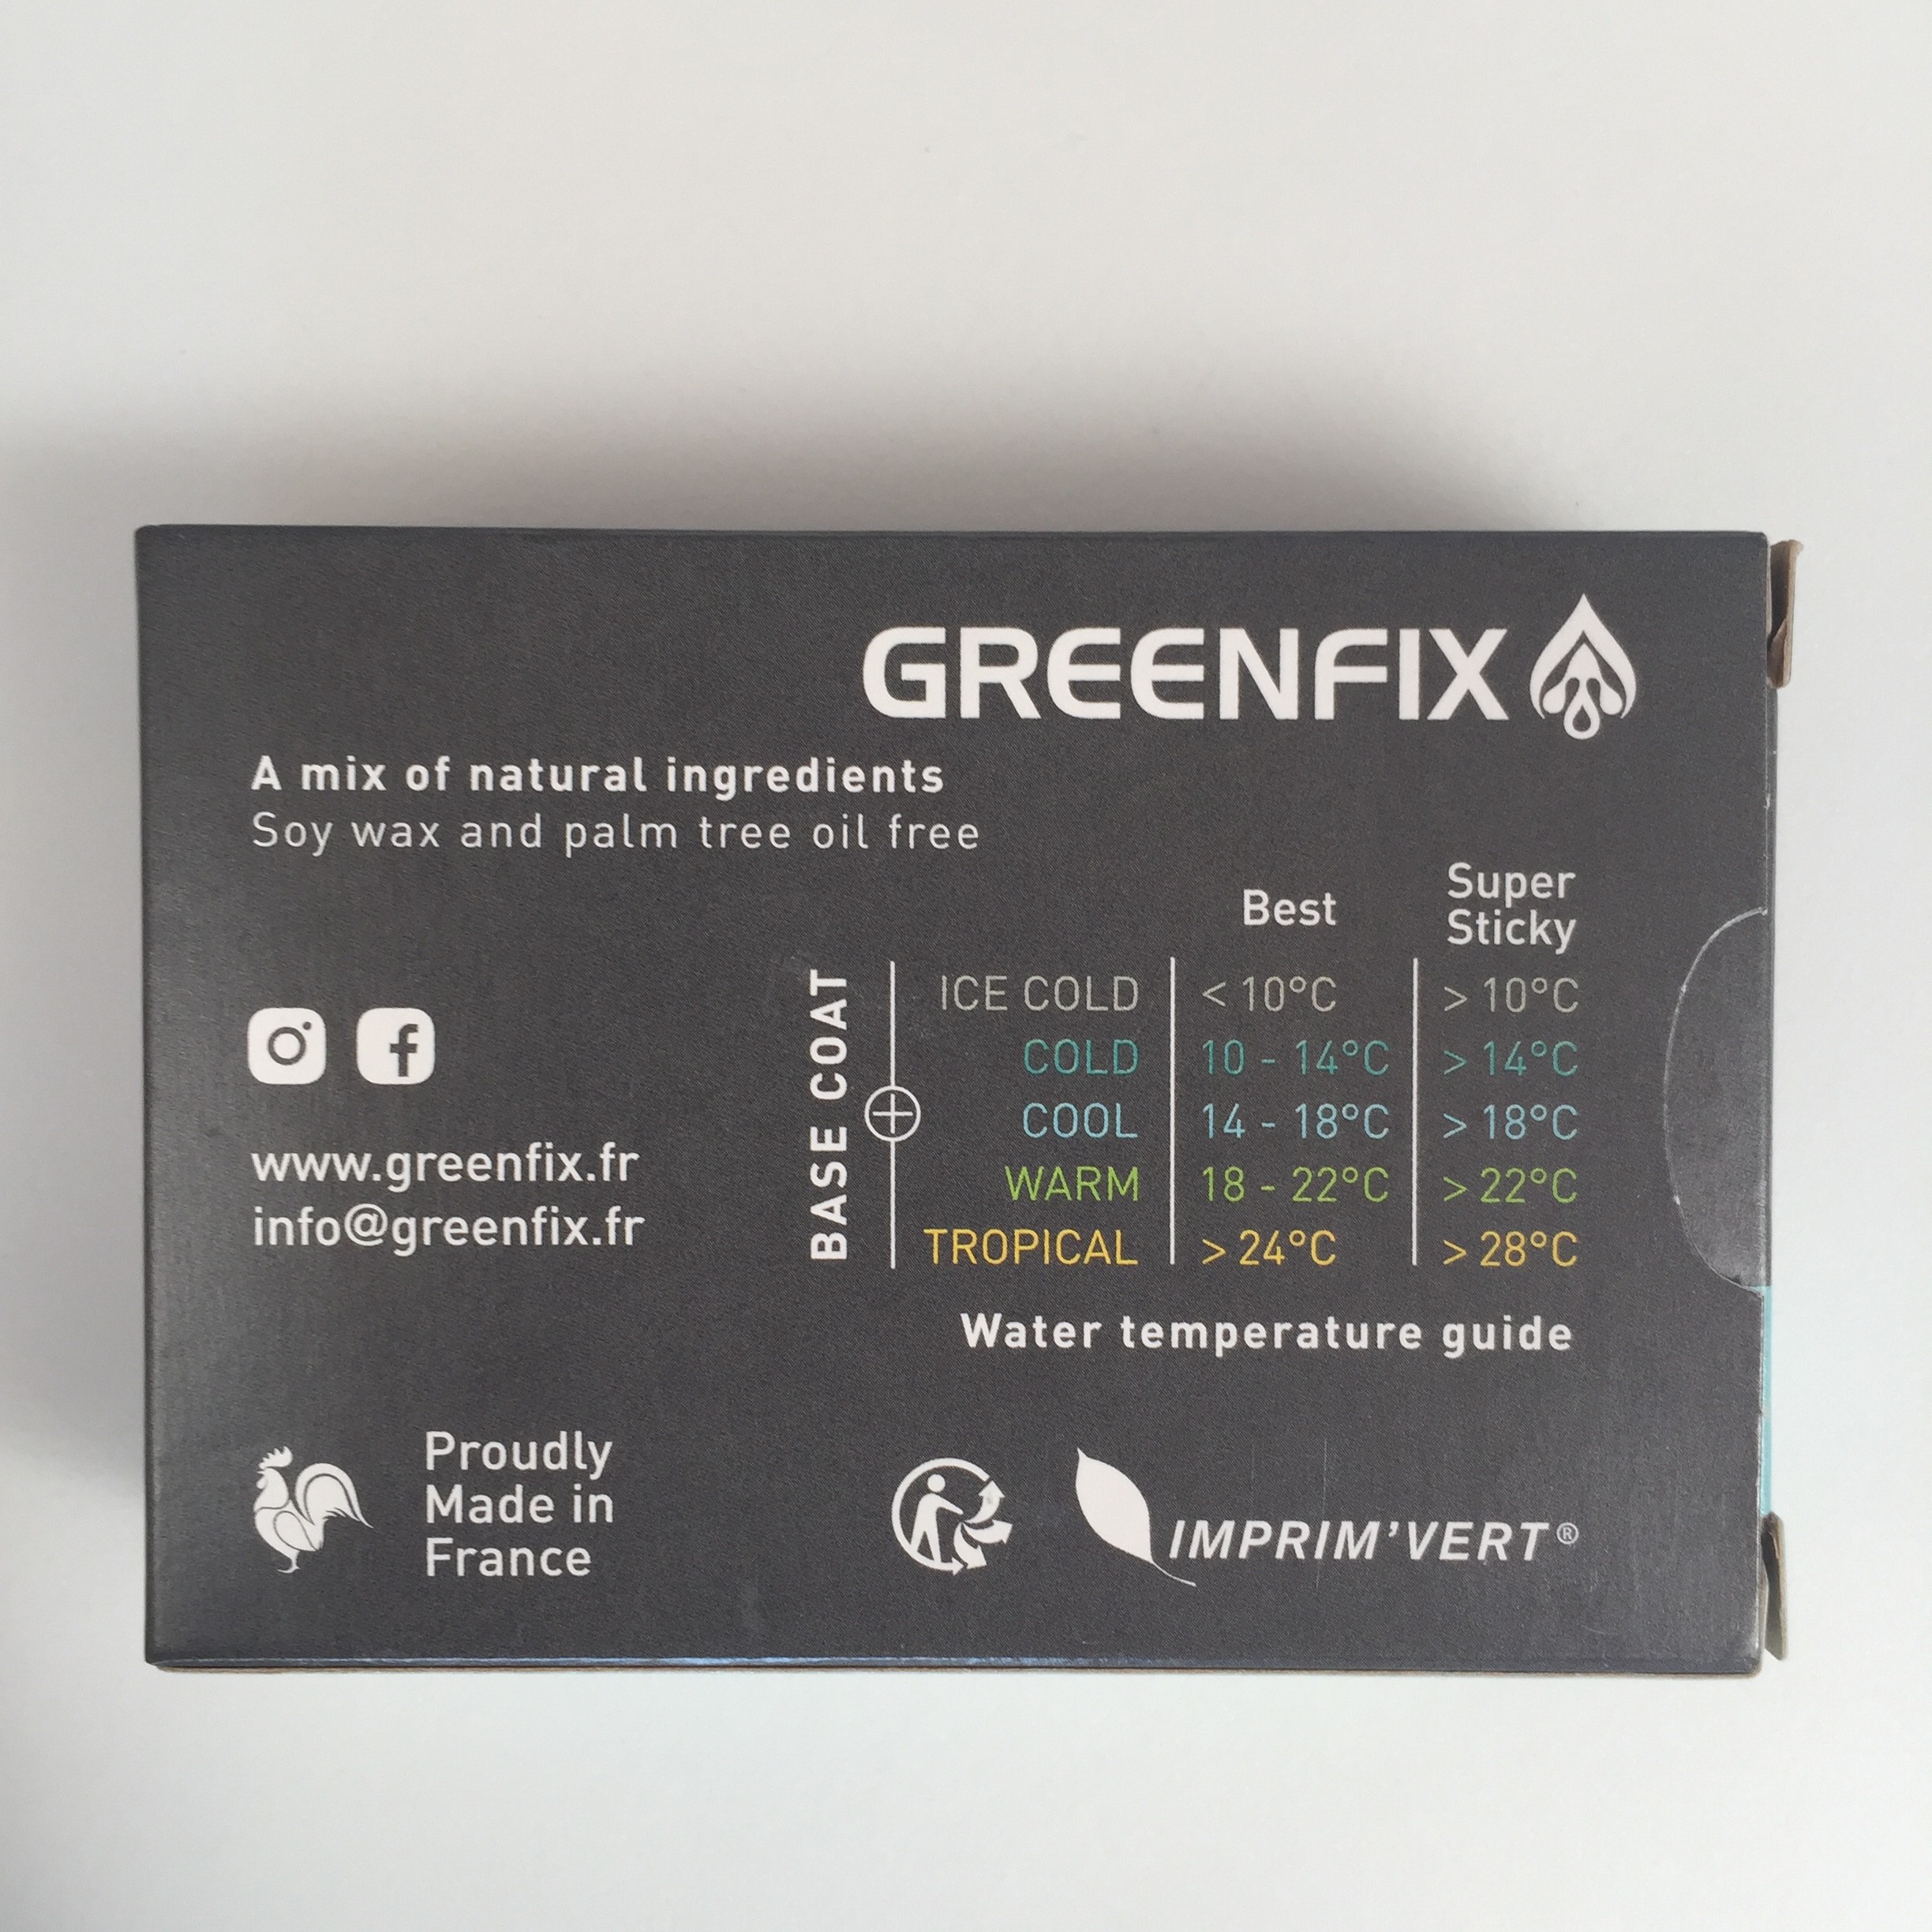 GREENFIX
A mix of natural ingredients
Soy wax and palm tree oil free
Best
Super
Sticky
BASE COAT
ICE COLD < 10°C > 10°C
COLD 10 - 14°C > 14°C
COOL 14 - 18°C > 18°C
WARM 18 - 22°C > 22°C
TROPICAL > 24°C > 28°C
Water temperature guide
www.greenfix.fr
info@greenfix.fr
Proudly
Made in
France
IMPRIM'VERT®